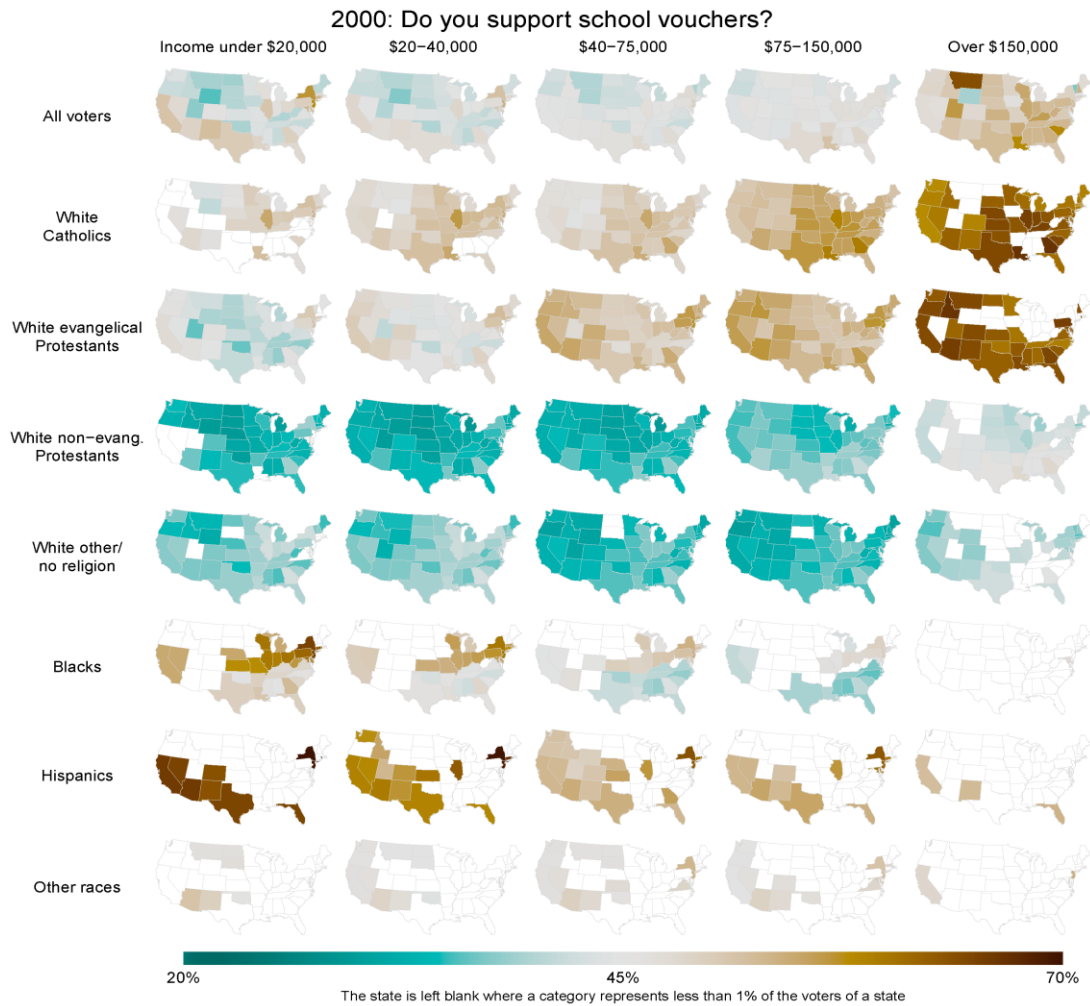 2000: Do you support school vouchers?
Income under $20,000 $20−40,000 $40−75,000 $75−150,000 Over $150,000
All voters
White
Catholics
White evangelical
Protestants
White non−evang.
Protestants
White other/
no religion
Blacks
Hispanics
Other races
20% 45% 70%
The state is left blank where a category represents less than 1% of the voters of a state